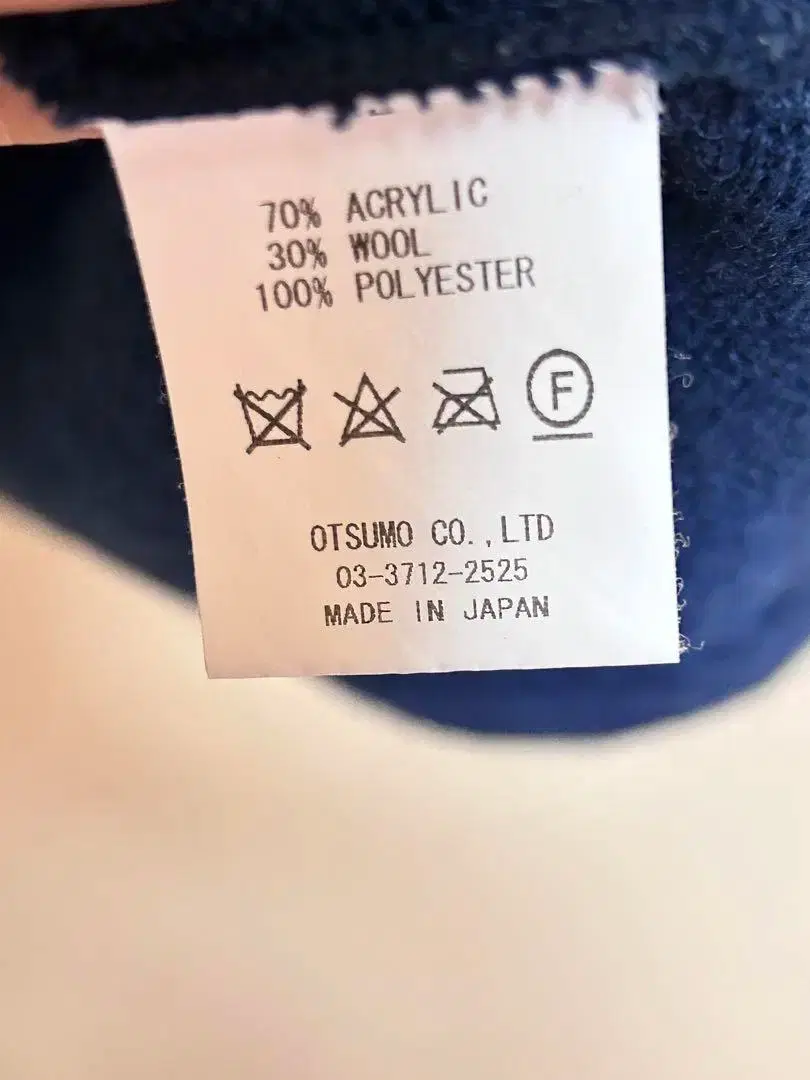 70% ACRYLIC
30% WOOL
100% POLYESTER
F
OTSUMO CO.,LTD
03-3712-2525
MADE IN JAPAN